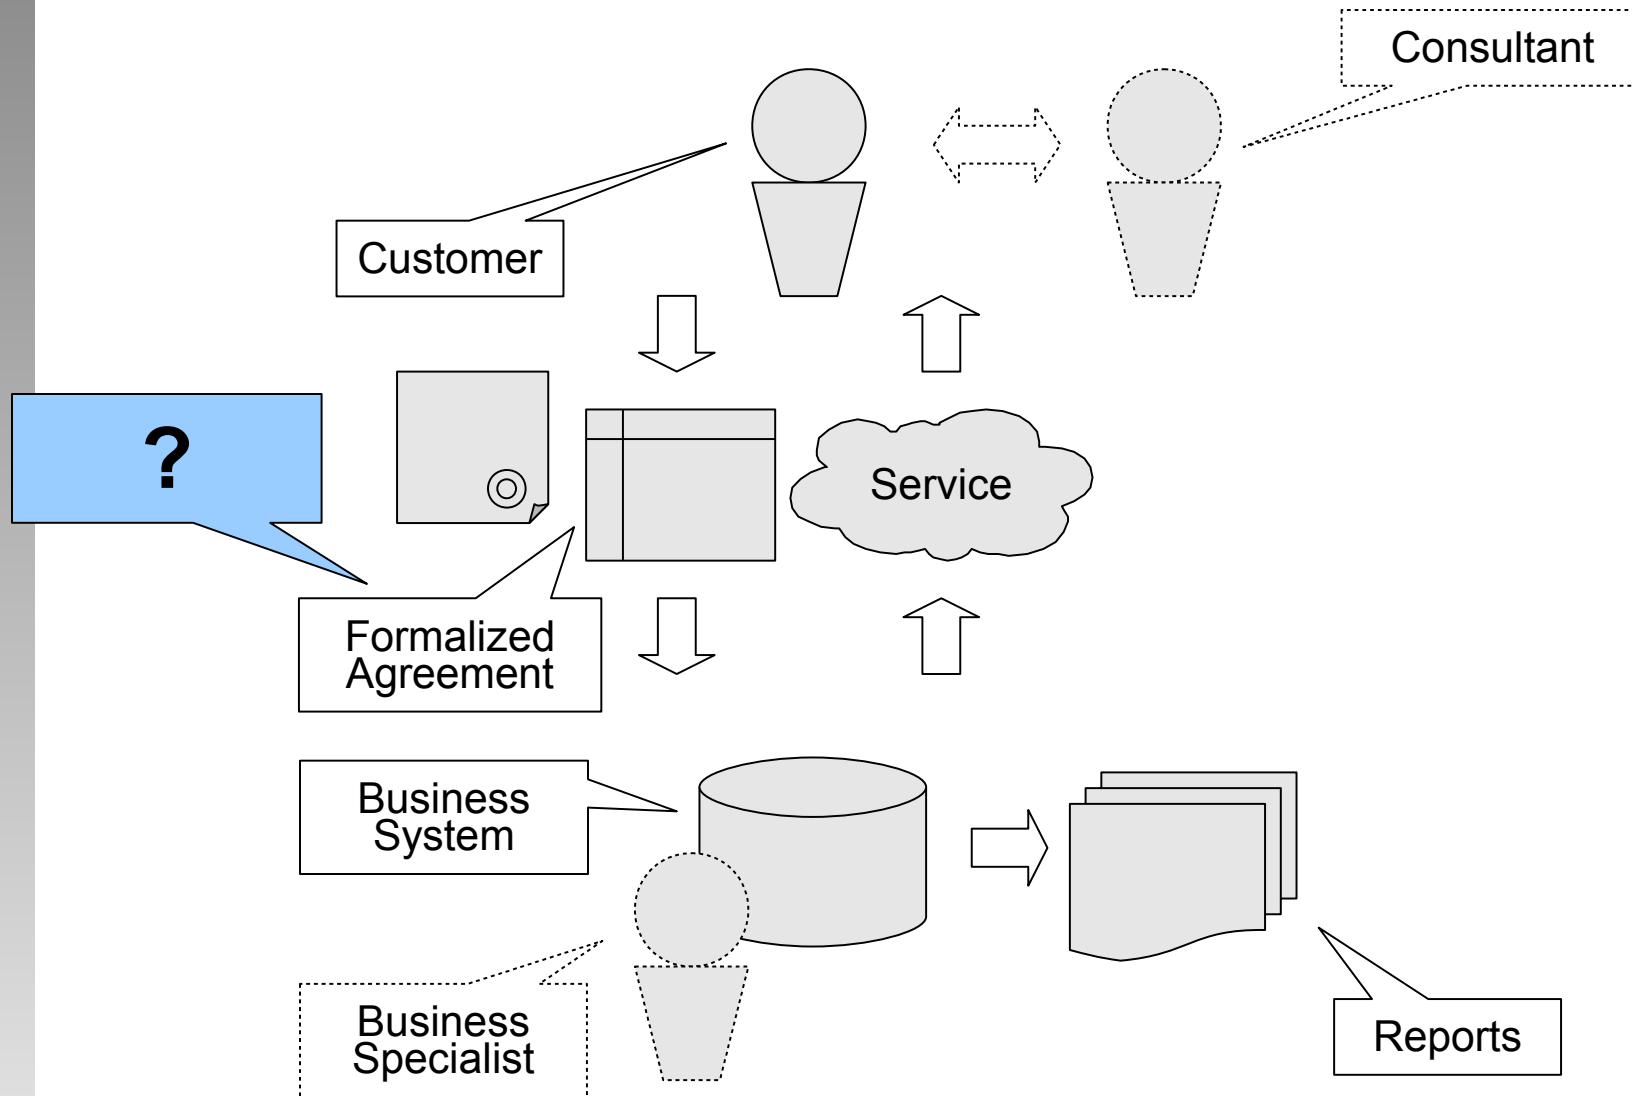 Consultant
Customer
?
Service
Formalized
Agreement
Business
System
Business
Specialist
Reports